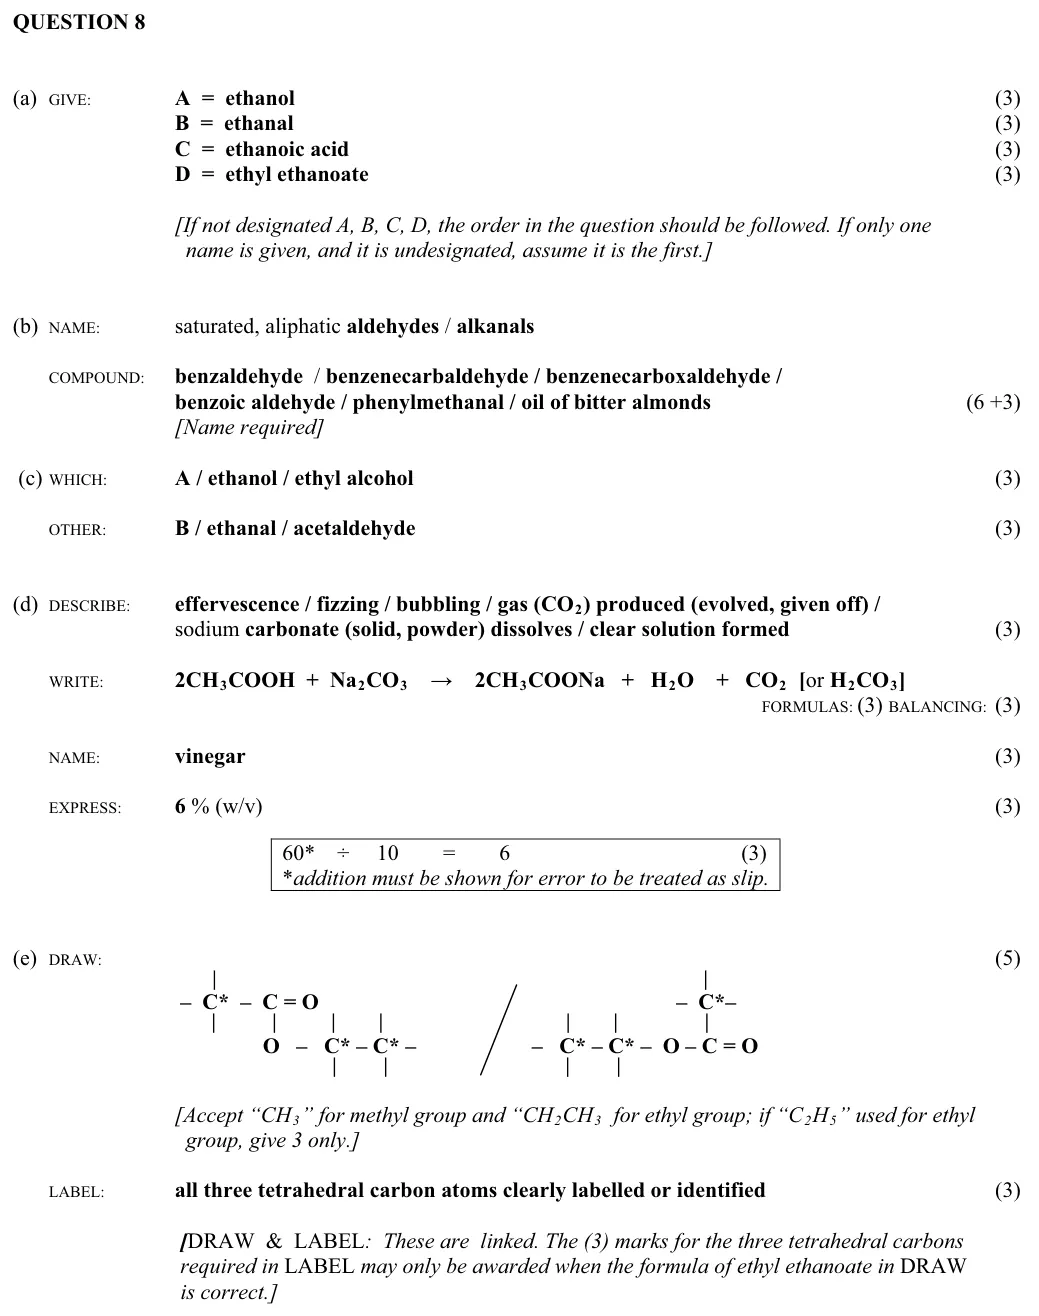 QUESTION 8
(a) GIVE: A = ethanol (3)
B = ethanal (3)
C = ethanoic acid (3)
D = ethyl ethanoate (3)
[If not designated A, B, C, D, the order in the question should be followed. If only one
name is given, and it is undesignated, assume it is the first.]
(b) NAME: saturated, aliphatic aldehydes / alkanals
COMPOUND: benzaldehyde / benzenecarbaldehyde / benzenecarboxaldehyde /
benzoic aldehyde / phenylmethanal / oil of bitter almonds (6 +3)
[Name required]
(c) WHICH: A / ethanol / ethyl alcohol (3)
OTHER: B / ethanal / acetaldehyde (3)
(d) DESCRIBE: effervescence / fizzing / bubbling / gas (CO₂) produced (evolved, given off) /
sodium carbonate (solid, powder) dissolves / clear solution formed (3)
WRITE: 2CH₃COOH + Na₂CO₃ → 2CH₃COONa + H₂O + CO₂ [or H₂CO₃]
FORMULAS: (3) BALANCING: (3)
NAME: vinegar (3)
EXPRESS: 6 % (w/v) (3)
60* ÷ 10 = 6 (3)
*addition must be shown for error to be treated as slip.
(e) DRAW: (5)
– C* – C = O – C* –
O – C* – C* – / – C* – C* – O – C = O
[Accept “CH₃” for methyl group and “CH₂CH₃ for ethyl group; if “C₂H₅” used for ethyl
group, give 3 only.]
LABEL: all three tetrahedral carbon atoms clearly labelled or identified (3)
[DRAW & LABEL: These are linked. The (3) marks for the three tetrahedral carbons
required in LABEL may only be awarded when the formula of ethyl ethanoate in DRAW
is correct.]